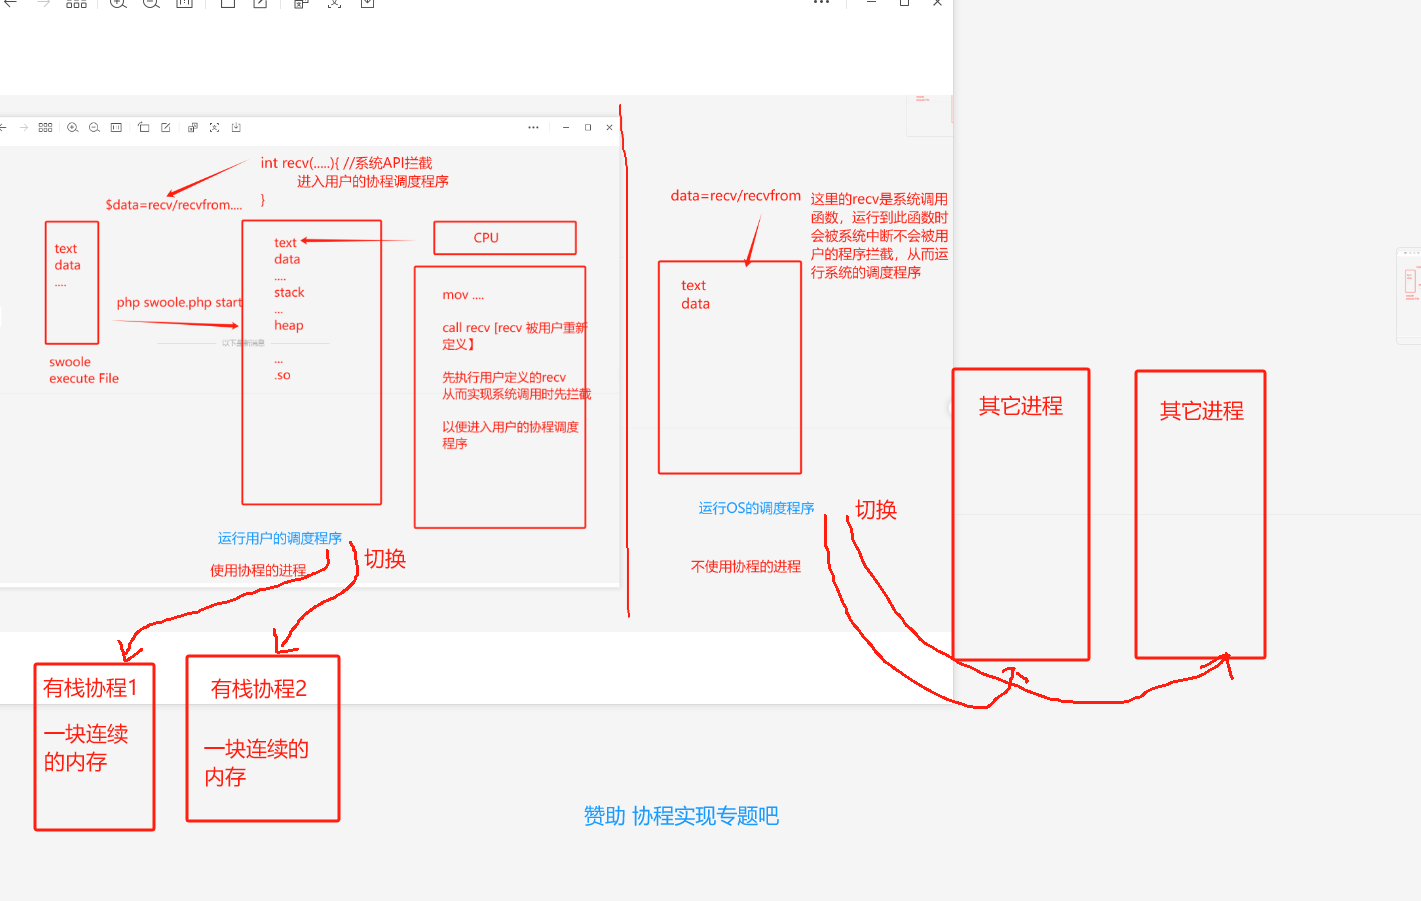 int recv(.....){ //系统API拦截
进入用户的协程调度程序
}
$data=recv/recvfrom....
text
data
....
swoole
execute File
php swoole.php start
text
data
....
stack
...
heap
...
.so
以下是新消息
CPU
mov ....
call recv [recv 被用户重新
定义】
先执行用户定义的recv
从而实现系统调用时先拦截
以便进入用户的协程调度
程序
运行用户的调度程序
切换
使用协程的进程
有栈协程1
一块连续
的内存
有栈协程2
一块连续的
内存
data=recv/recvfrom
这里的recv是系统调用
函数，运行到此函数时
会被系统中断不会被用
户的程序拦截，从而运
行系统的调度程序
text
data
运行OS的调度程序
切换
不使用协程的进程
其它进程
其它进程
赞助 协程实现专题吧